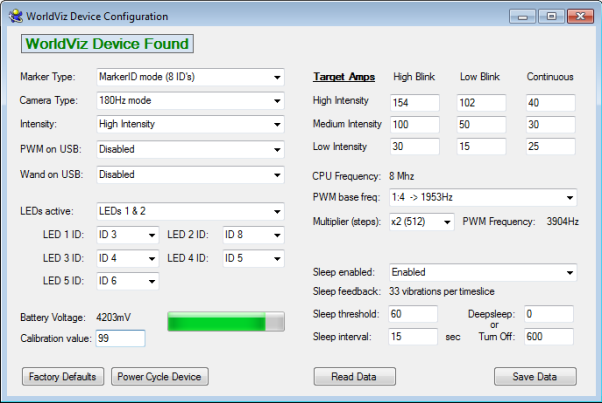 WorldViz Device Configuration
WorldViz Device Found
Marker Type: MarkerID mode (8 ID's)
Camera Type: 180Hz mode
Intensity: High Intensity
PWM on USB: Disabled
Wand on USB: Disabled
LEDs active: LEDs 1 & 2
LED 1 ID: ID 3 LED 2 ID: ID 8
LED 3 ID: ID 4 LED 4 ID: ID 5
LED 5 ID: ID 6
Battery Voltage: 4203mV
Calibration value: 99
Factory Defaults Power Cycle Device
Target Amps High Blink Low Blink Continuous
High Intensity 154 102 40
Medium Intensity 100 50 30
Low Intensity 30 15 25
CPU Frequency: 8 Mhz
PWM base freq: 1:4 -> 1953Hz
Multiplier (steps): x2 (512) PWM Frequency: 3904Hz
Sleep enabled: Enabled
Sleep feedback: 33 vibrations per timeslice
Sleep threshold: 60 Deepsleep: 0
or
Sleep interval: 15 sec Turn Off: 600
Read Data Save Data